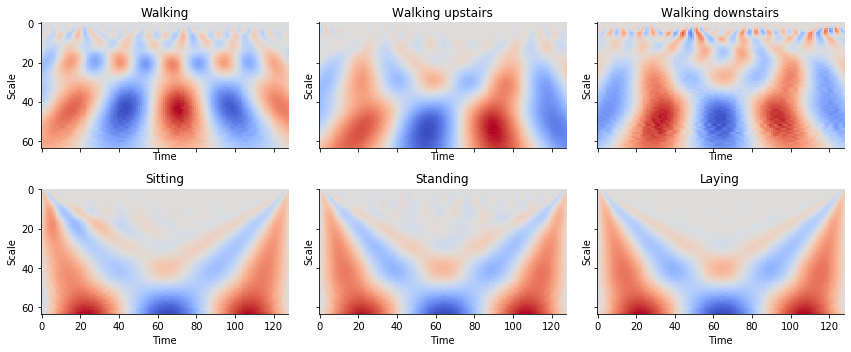 Walking
Walking upstairs
Walking downstairs
0
20
40
60
Scale
Scale
Scale
Time
Time
Time
Sitting
Standing
Laying
0
20
40
60
Scale
Scale
Scale
0 20 40 60 80 100 120
0 20 40 60 80 100 120
0 20 40 60 80 100 120
Time
Time
Time